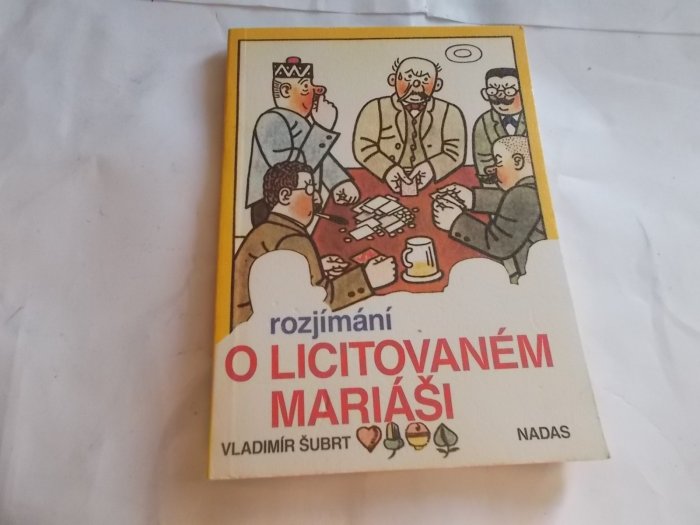 rozjímání
O LICITOVANÉM
MARIÁŠI
VLADIMÍR ŠUBRT
NADAS